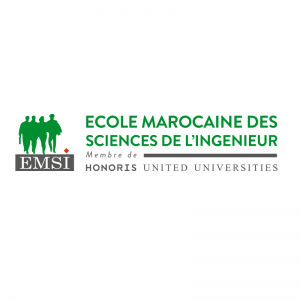 ECOLE MAROCAINE DES
SCIENCES DE L'INGENIEUR
Membre de
HONORIS UNITED UNIVERSITIES
EMSI